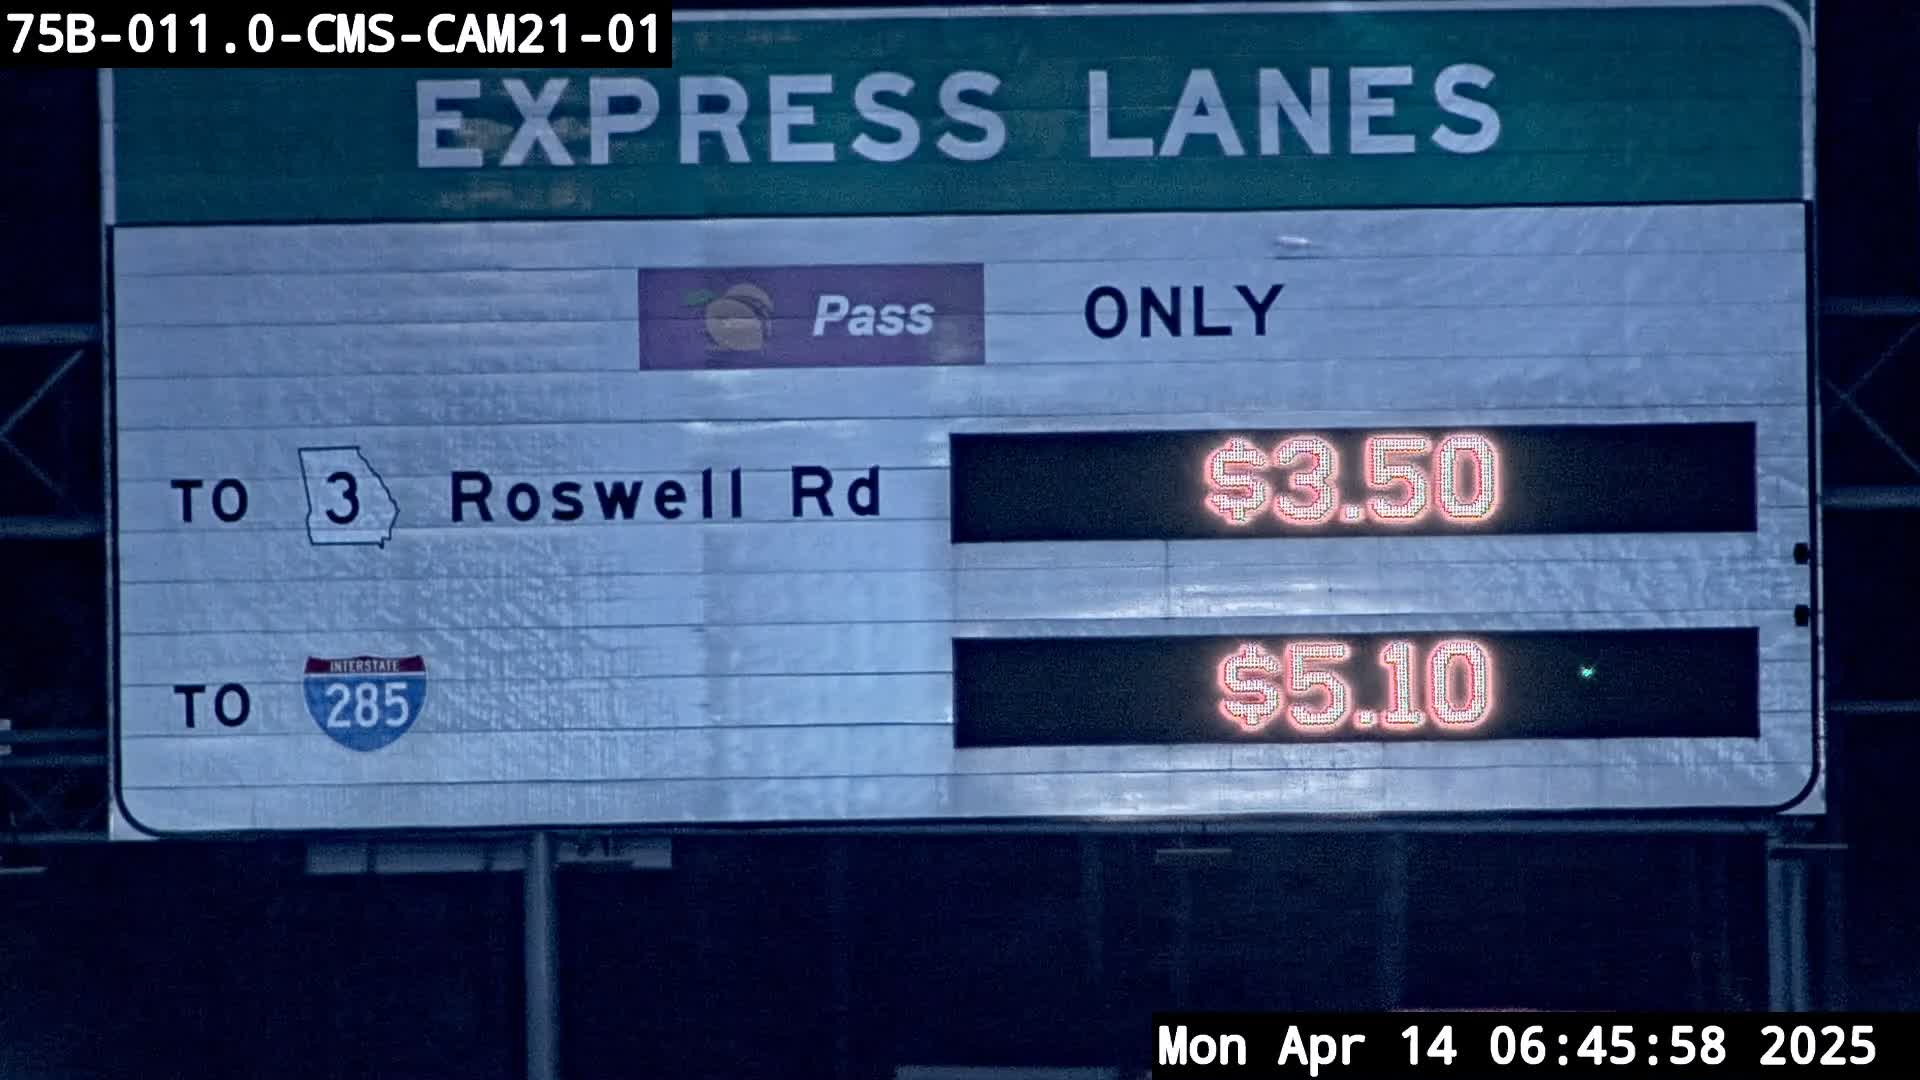 75B-011.0-CMS-CAM21-01
EXPRESS LANES
Pass ONLY
TO 3 Roswell Rd $3.50
INTERSTATE
TO 285 $5.10
Mon Apr 14 06:45:58 2025